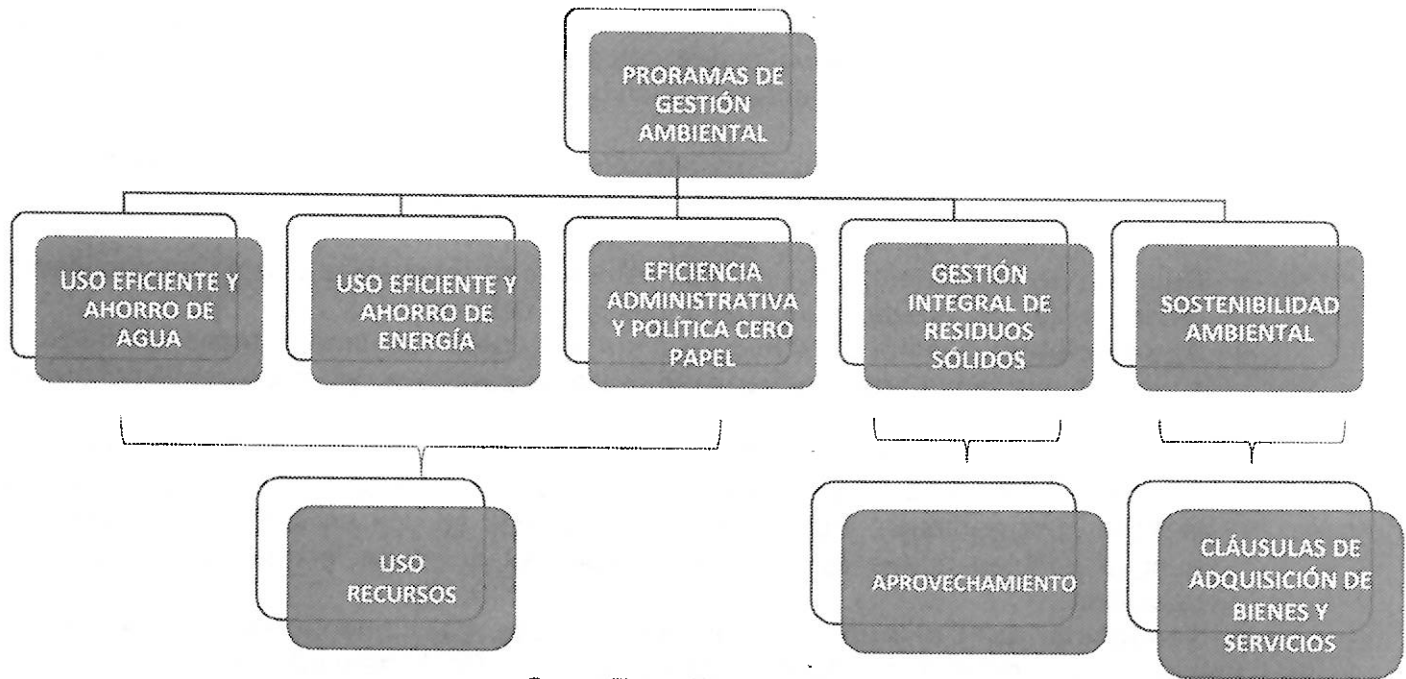 PRORAMAS DE
GESTIÓN
AMBIENTAL
USO EFICIENTE Y
AHORRO DE
AGUA
USO EFICIENTE Y
AHORRO DE
ENERGÍA
EFICIENCIA
ADMINISTRATIVA
Y POLÍTICA CERO
PAPEL
GESTIÓN
INTEGRAL DE
RESIDUOS
SÓLIDOS
SOSTENIBILIDAD
AMBIENTAL
USO
RECURSOS
APROVECHAMIENTO
CLÁUSULAS DE
ADQUISICIÓN DE
BIENES Y
SERVICIOS